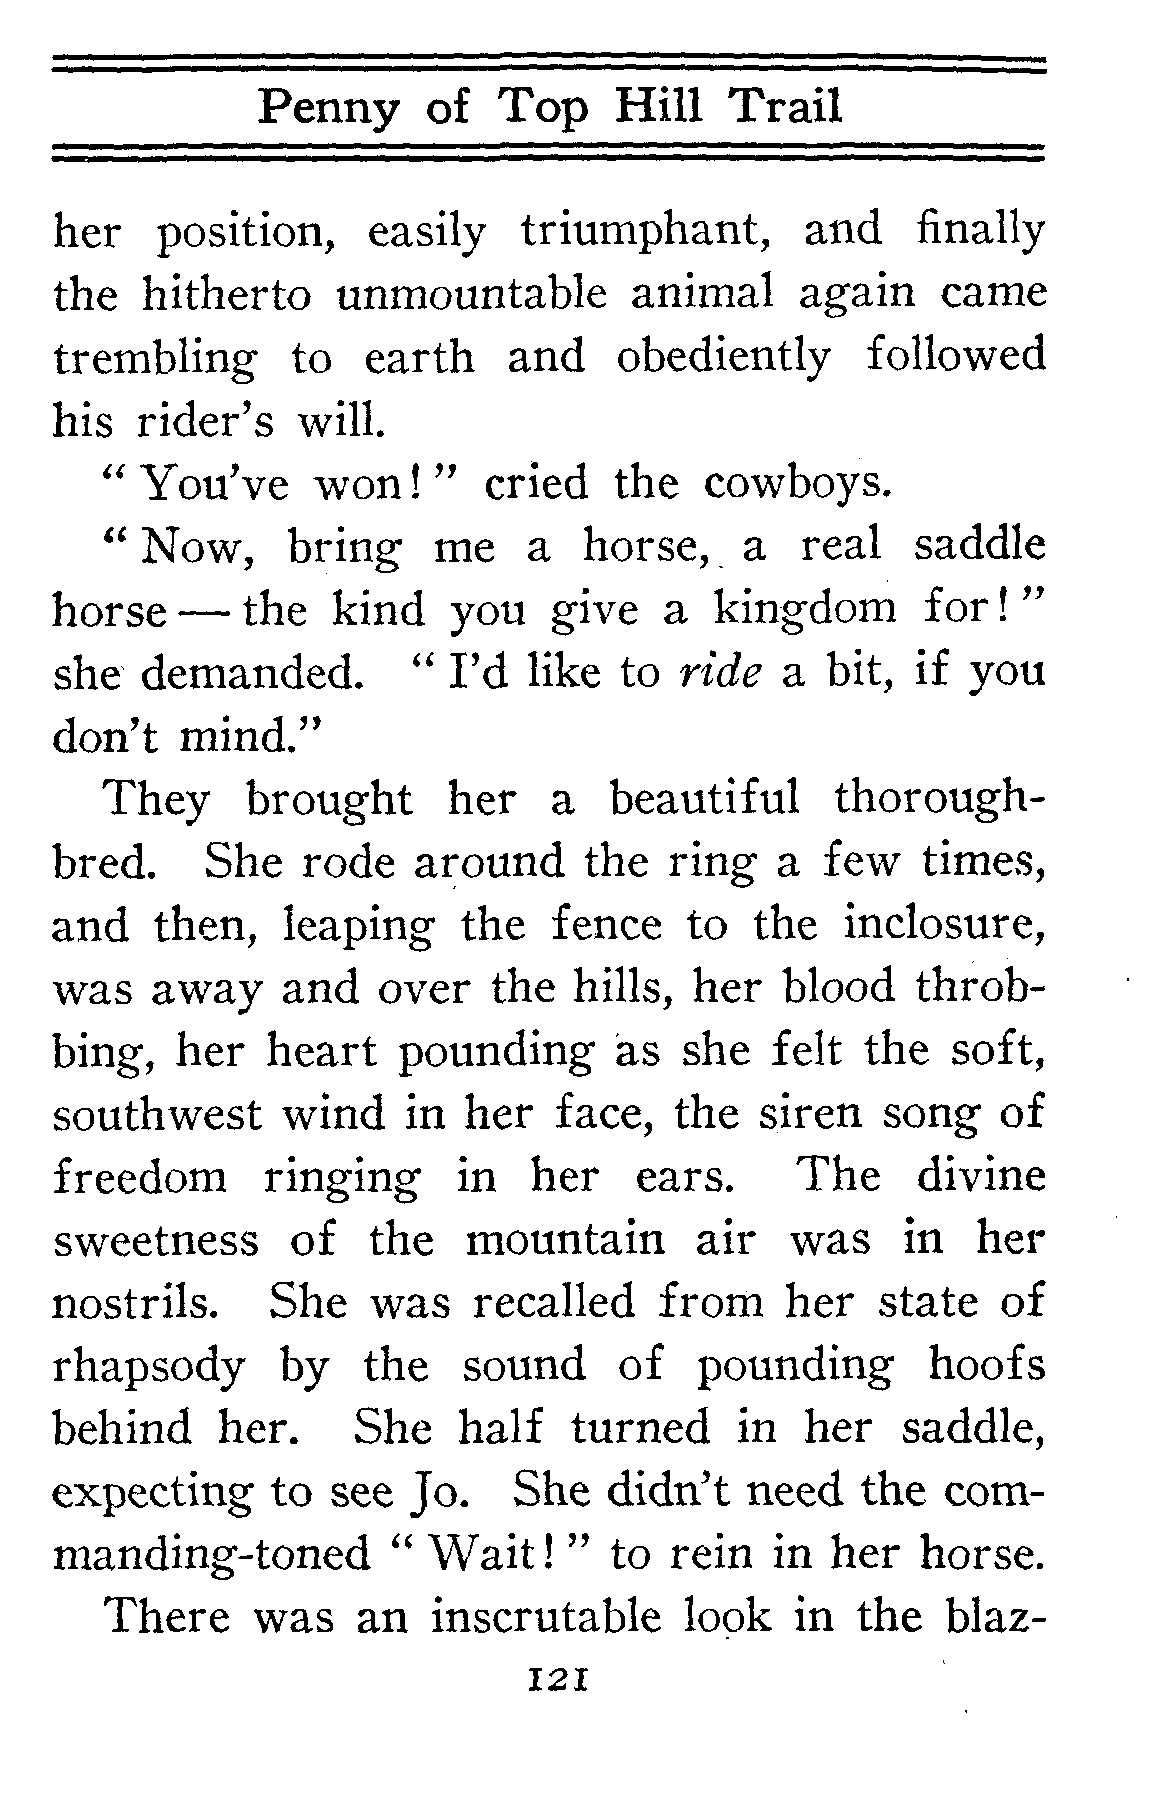 Penny of Top Hill Trail
her position, easily triumphant, and finally
the hitherto unmountable animal again came
trembling to earth and obediently followed
his rider's will.
“ You've won! ” cried the cowboys.
“ Now, bring me a horse, a real saddle
horse — the kind you give a kingdom for! ”
she demanded. “ I'd like to ride a bit, if you
don't mind.”
They brought her a beautiful thorough-
bred. She rode around the ring a few times,
and then, leaping the fence to the inclosure,
was away and over the hills, her blood throb-
bing, her heart pounding as she felt the soft,
southwest wind in her face, the siren song of
freedom ringing in her ears. The divine
sweetness of the mountain air was in her
nostrils. She was recalled from her state of
rhapsody by the sound of pounding hoofs
behind her. She half turned in her saddle,
expecting to see Jo. She didn't need the com-
manding-toned “ Wait! ” to rein in her horse.
There was an inscrutable look in the blaz-
121